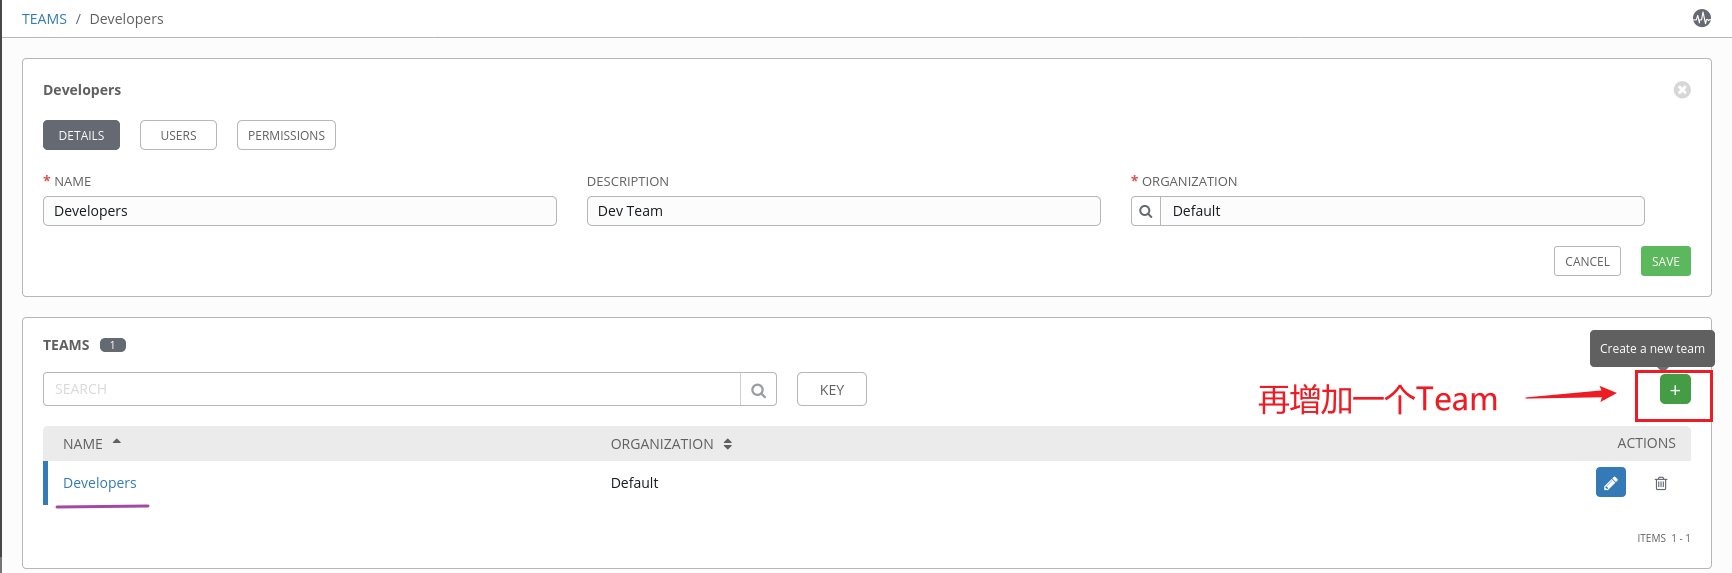 TEAMS / Developers
Developers
DETAILS USERS PERMISSIONS
* NAME DESCRIPTION * ORGANIZATION
Developers Dev Team Default
CANCEL SAVE
TEAMS 1
Create a new team
SEARCH KEY 再增加一个Team +
NAME ORGANIZATION ACTIONS
Developers Default
ITEMS 1 - 1